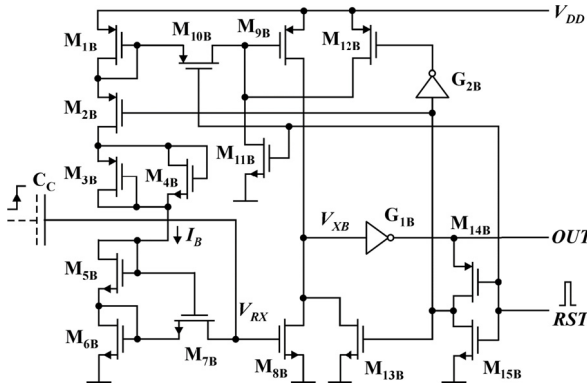 V_DD
M_1B
M_10B
M_9B
M_12B
G_2B
M_2B
M_11B
M_3B
M_4B
C_C
I_B
V_XB
G_1B
M_14B
OUT
M_5B
V_RX
RST
M_6B
M_7B
M_8B
M_13B
M_15B